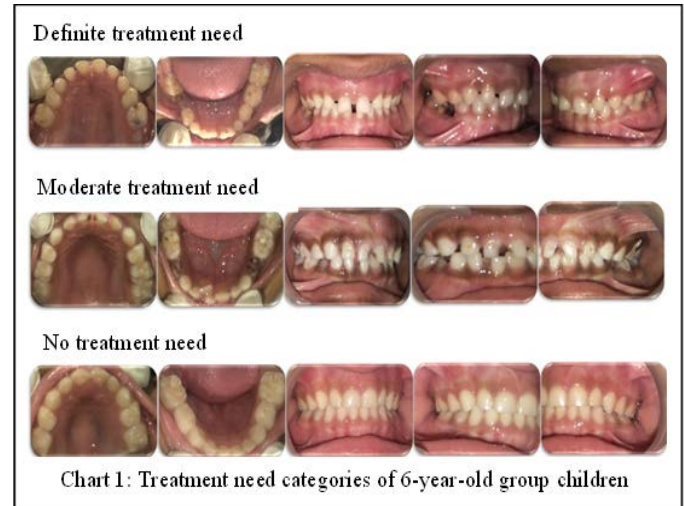 Definite treatment need
Moderate treatment need
No treatment need
Chart 1: Treatment need categories of 6-year-old group children